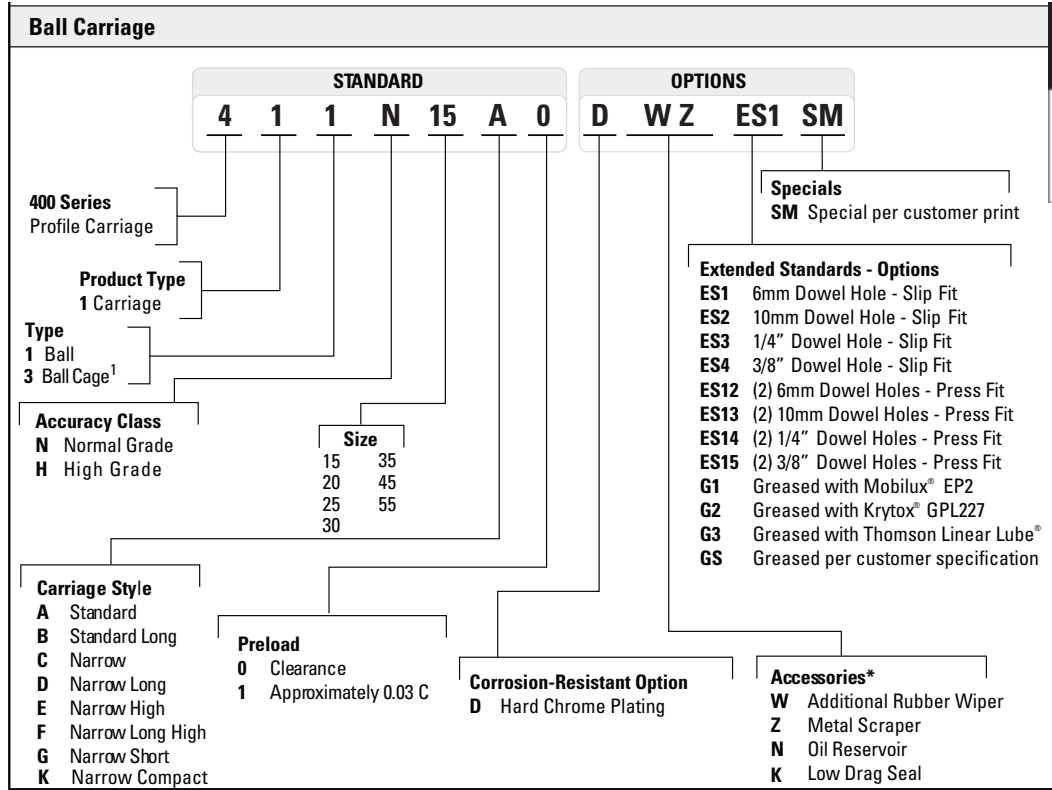 Ball Carriage
STANDARD
OPTIONS
4 1 1 N 15 A 0 D W Z ES1 SM
400 Series
Profile Carriage
Product Type
1 Carriage
Type
1 Ball
3 Ball Cage1
Accuracy Class
N Normal Grade
H High Grade
Size
15 35
20 45
25 55
30
Carriage Style
A Standard
B Standard Long
C Narrow
D Narrow Long
E Narrow High
F Narrow Long High
G Narrow Short
K Narrow Compact
Preload
0 Clearance
1 Approximately 0.03 C
Corrosion-Resistant Option
D Hard Chrome Plating
Accessories*
W Additional Rubber Wiper
Z Metal Scraper
N Oil Reservoir
K Low Drag Seal
Extended Standards - Options
ES1 6mm Dowel Hole - Slip Fit
ES2 10mm Dowel Hole - Slip Fit
ES3 1/4” Dowel Hole - Slip Fit
ES4 3/8” Dowel Hole - Slip Fit
ES12 (2) 6mm Dowel Holes - Press Fit
ES13 (2) 10mm Dowel Holes - Press Fit
ES14 (2) 1/4” Dowel Holes - Press Fit
ES15 (2) 3/8” Dowel Holes - Press Fit
G1 Greased with Mobilux® EP2
G2 Greased with Krytox® GPL227
G3 Greased with Thomson Linear Lube®
GS Greased per customer specification
Specials
SM Special per customer print